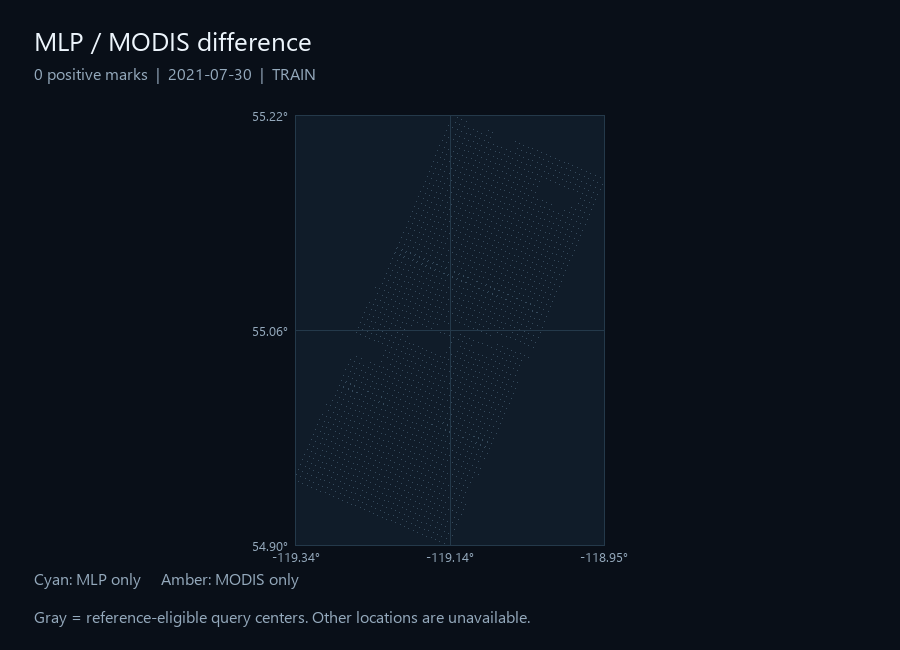 MLP / MODIS difference
0 positive marks | 2021-07-30 | TRAIN
55.22°
55.06°
54.90°
-119.34° -119.14° -118.95°
Cyan: MLP only Amber: MODIS only
Gray = reference-eligible query centers. Other locations are unavailable.